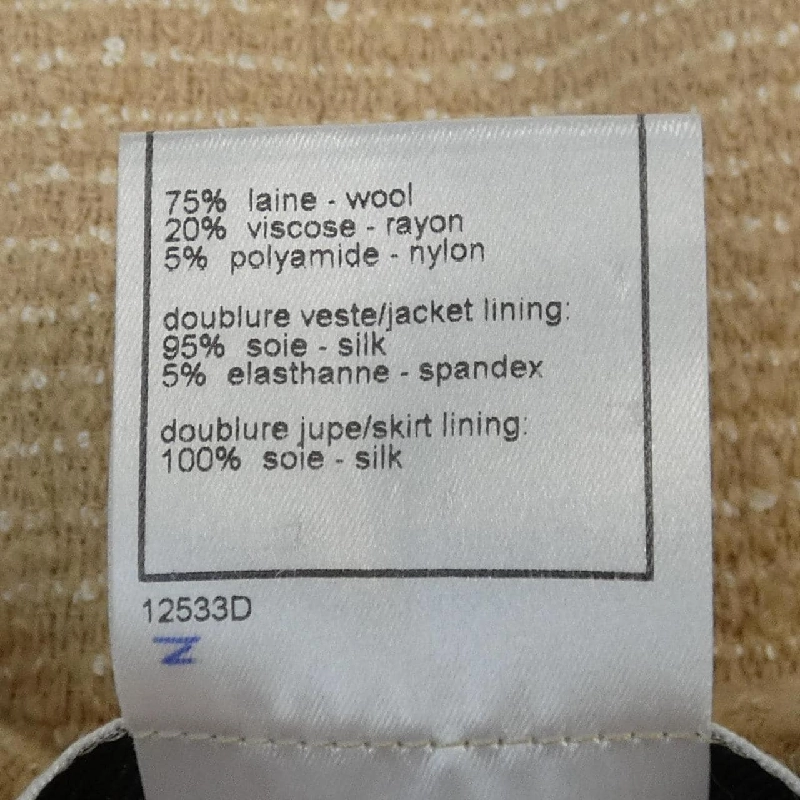 75% laine - wool
20% viscose - rayon
5% polyamide - nylon
doublure veste/jacket lining:
95% soie - silk
5% elasthanne - spandex
doublure jupe/skirt lining:
100% soie - silk
12533D
N